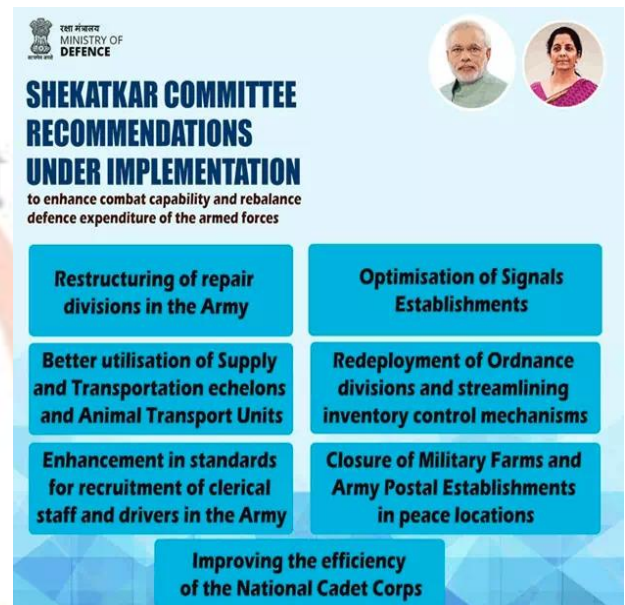 रक्षा मंत्रालय
MINISTRY OF
DEFENCE
SHEKATKAR COMMITTEE
RECOMMENDATIONS
UNDER IMPLEMENTATION
to enhance combat capability and rebalance
defence expenditure of the armed forces
Restructuring of repair
divisions in the Army
Optimisation of Signals
Establishments
Better utilisation of Supply
and Transportation echelons
and Animal Transport Units
Redeployment of Ordnance
divisions and streamlining
inventory control mechanisms
Enhancement in standards
for recruitment of clerical
staff and drivers in the Army
Closure of Military Farms and
Army Postal Establishments
in peace locations
Improving the efficiency
of the National Cadet Corps